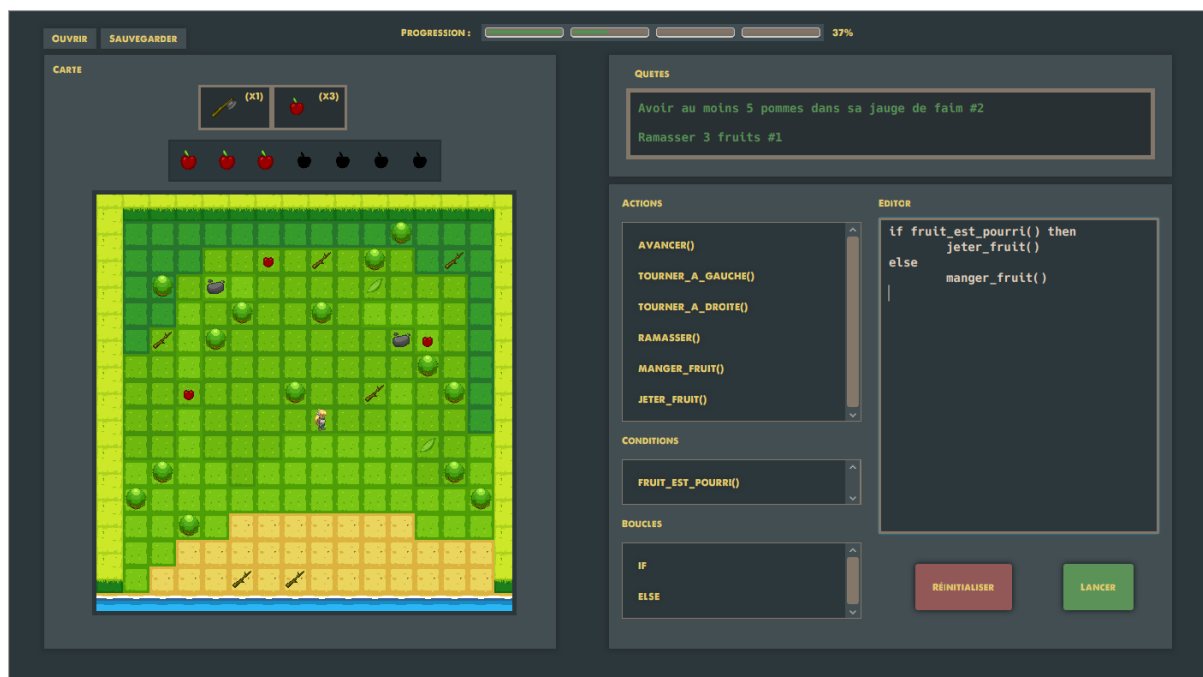 OUVRIR
SAUVEGARDER
PROGRESSION :
37%
CARTE
(X1)
(X3)
QUETES
Avoir au moins 5 pommes dans sa jauge de faim #2
Ramasser 3 fruits #1
ACTIONS
AVANCER()
TOURNER_A_GAUCHE()
TOURNER_A_DROITE()
RAMASSER()
MANGER_FRUIT()
JETER_FRUIT()
CONDITIONS
FRUIT_EST_POURRI()
BOUCLES
IF
ELSE
EDITOR
if fruit_est_pourri() then
jeter_fruit()
else
manger_fruit()
RÉINITIALISER
LANCER